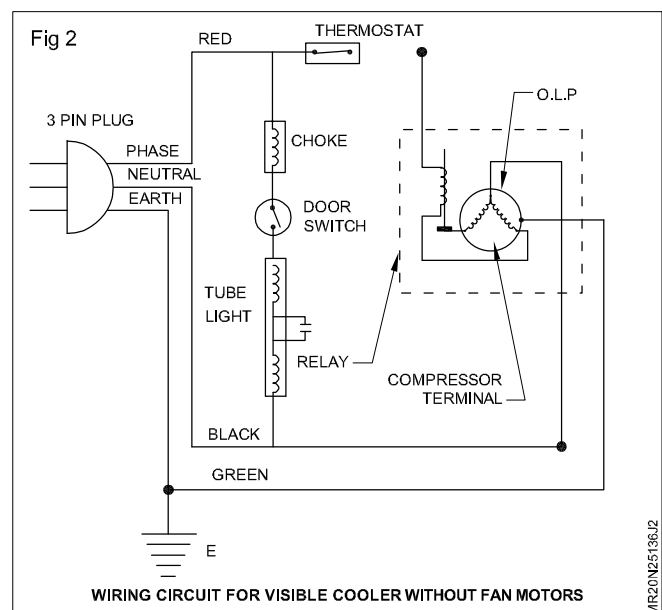 Fig 2
RED
THERMOSTAT
O.L.P
3 PIN PLUG
CHOKE
PHASE
NEUTRAL
EARTH
DOOR
SWITCH
TUBE
LIGHT
RELAY
COMPRESSOR
TERMINAL
BLACK
GREEN
E
WIRING CIRCUIT FOR VISIBLE COOLER WITHOUT FAN MOTORS
MR20N25136J2